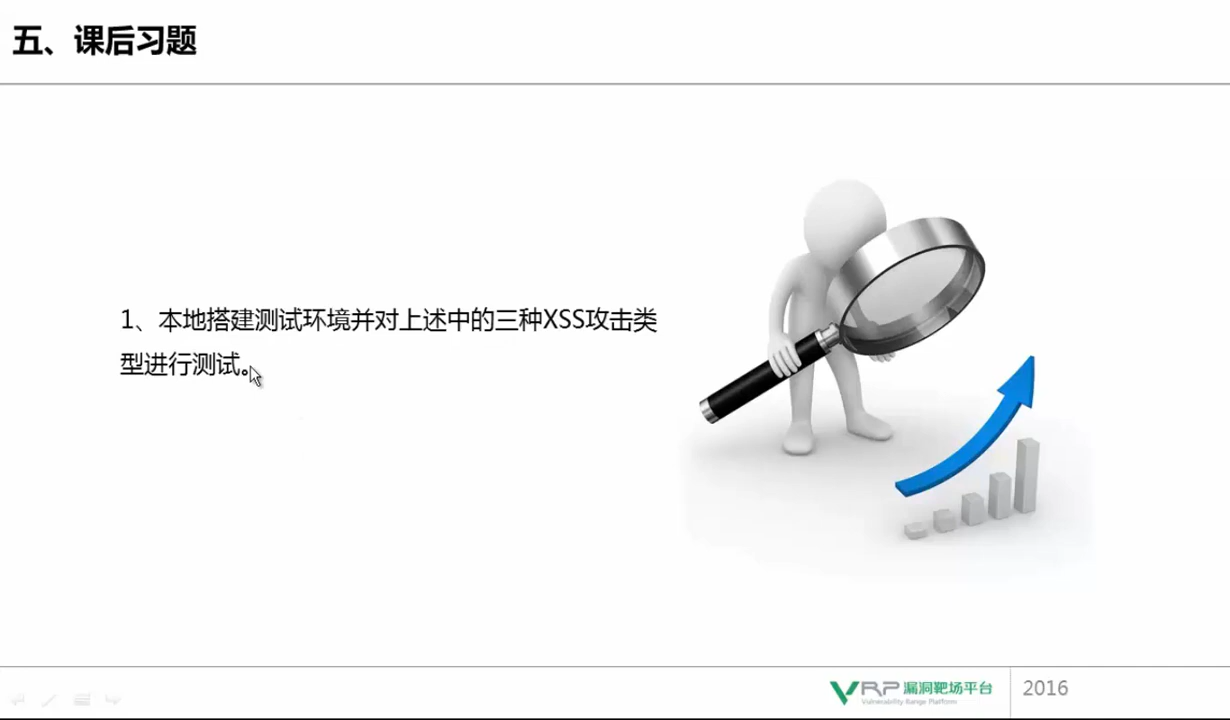 五、课后习题
1、本地搭建测试环境并对上述中的三种XSS攻击类
型进行测试。
VRP 漏洞靶场平台
Vulnerability Range Platform
2016